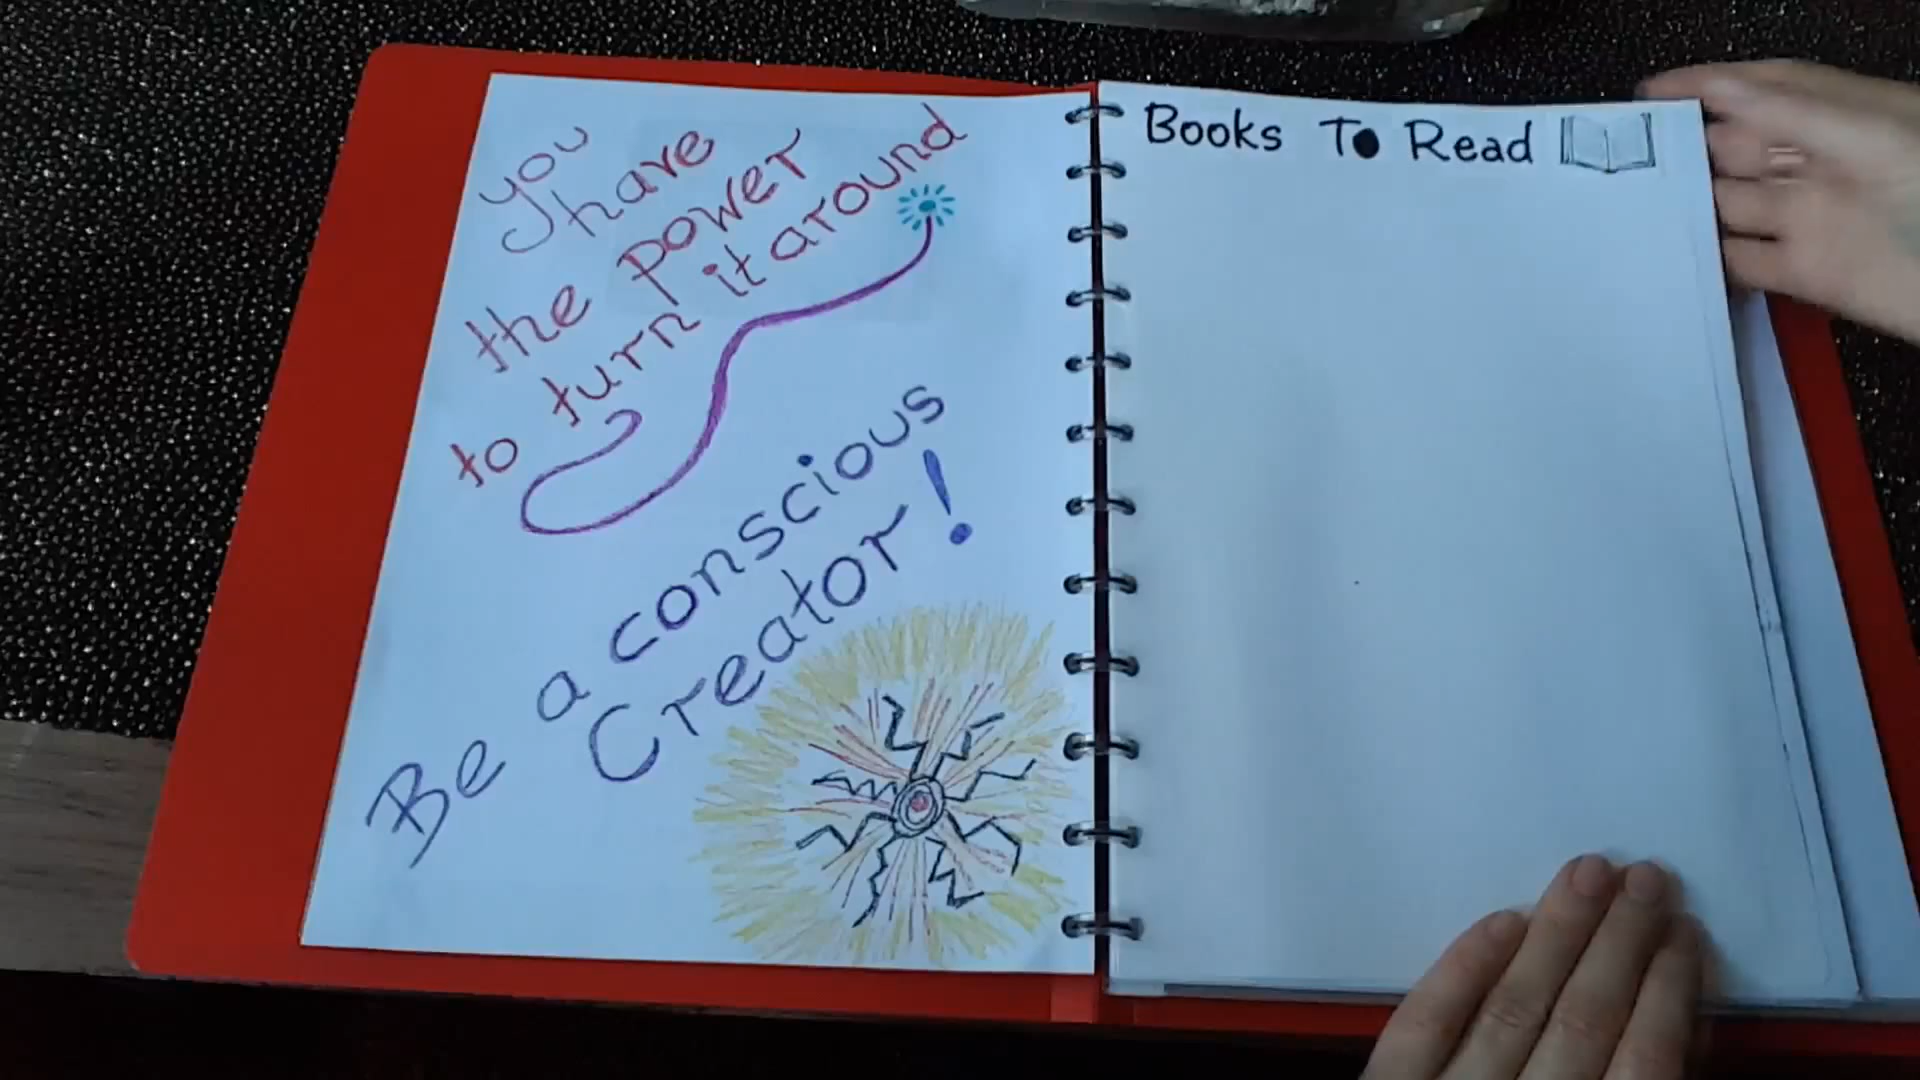 you
have
the power
to turn it around
Be a conscious
Creator!
Books To Read